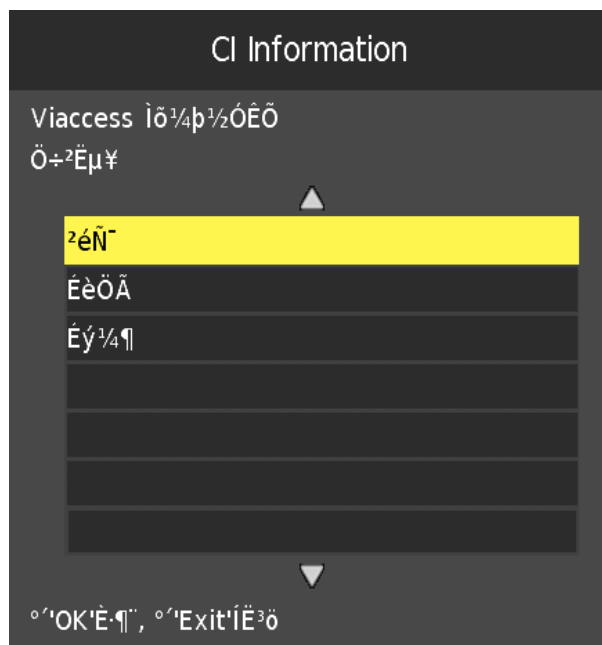 CI Information
Viaccess Ìõ¼þ½ÓÊÕ
Ö÷²Ëµ¥
²éÑ¯
ÉèÖÃ
Éý¼¶
°´'OK'È·¶¨, °´'Exit'ÍË³ö